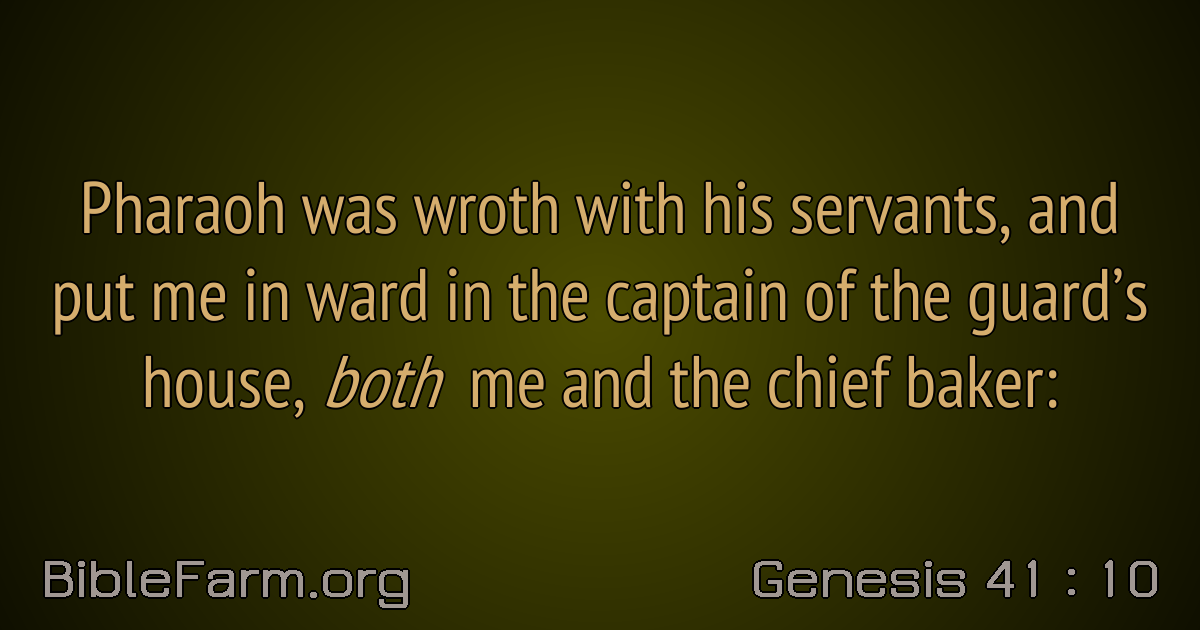 Pharaoh was wroth with his servants, and
put me in ward in the captain of the guard’s
house, both me and the chief baker:
BibleFarm.org
Genesis 41 : 10